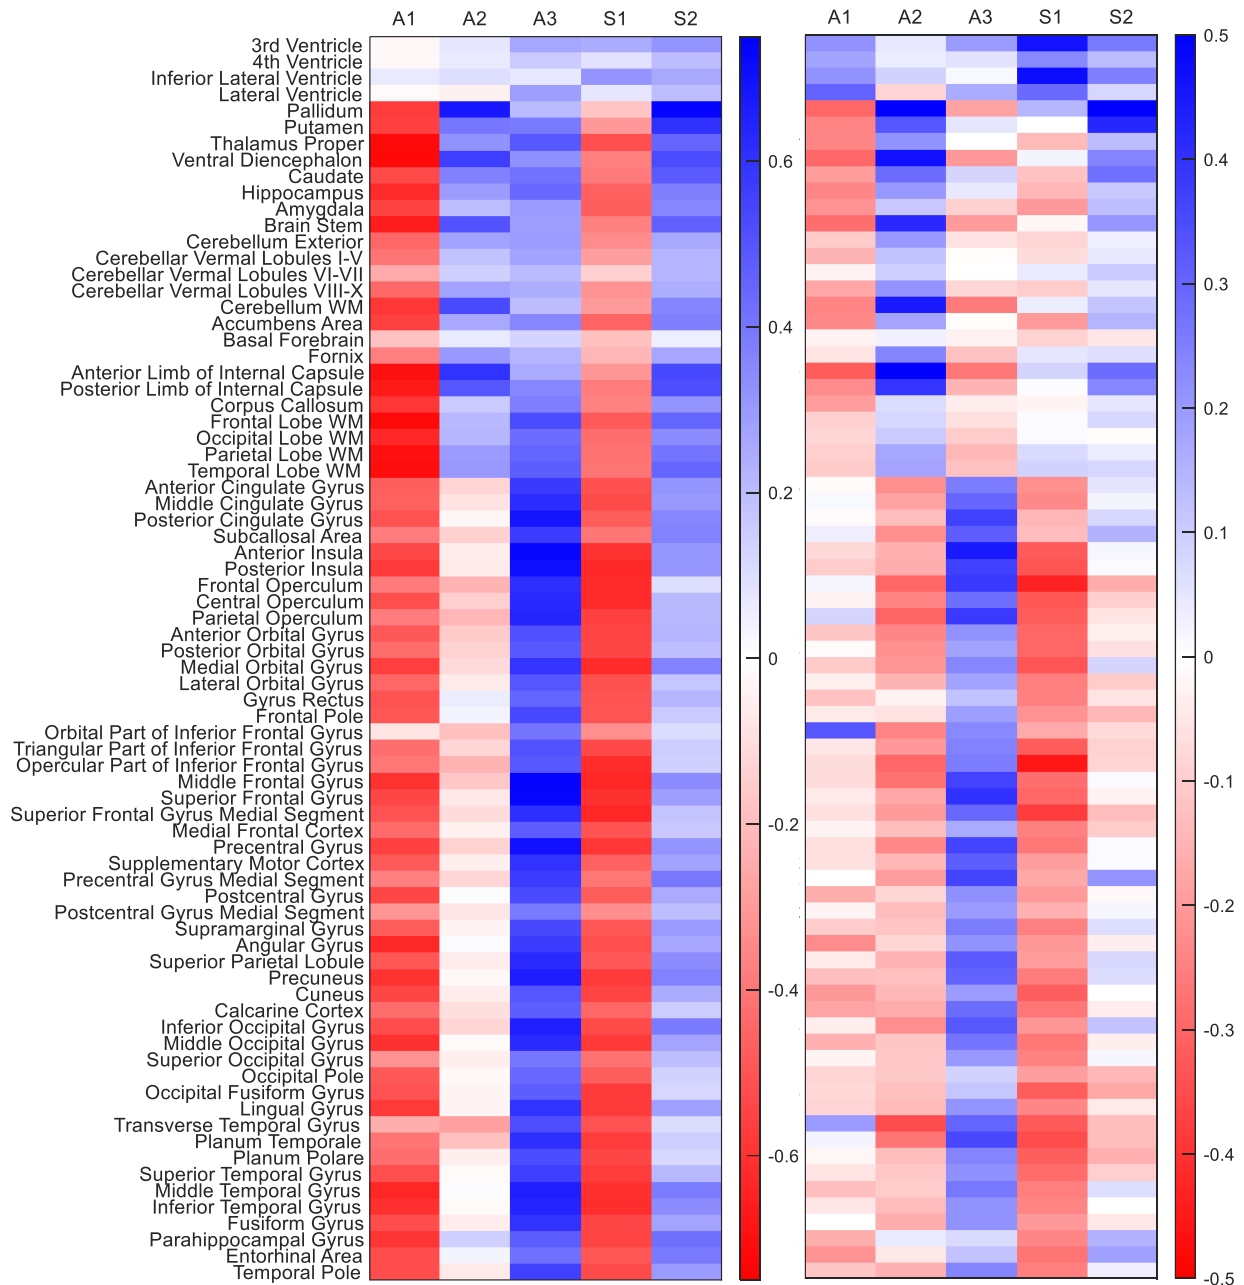 A1 A2 A3 S1 S2
A1 A2 A3 S1 S2
3rd Ventricle
4th Ventricle
Inferior Lateral Ventricle
Lateral Ventricle
Pallidum
Putamen
Thalamus Proper
Ventral Diencephalon
Caudate
Hippocampus
Amygdala
Brain Stem
Cerebellum Exterior
Cerebellar Vermal Lobules I-V
Cerebellar Vermal Lobules VI-VII
Cerebellar Vermal Lobules VIII-X
Cerebellum WM
Accumbens Area
Basal Forebrain
Fornix
Anterior Limb of Internal Capsule
Posterior Limb of Internal Capsule
Corpus Callosum
Frontal Lobe WM
Occipital Lobe WM
Parietal Lobe WM
Temporal Lobe WM
Anterior Cingulate Gyrus
Middle Cingulate Gyrus
Posterior Cingulate Gyrus
Subcallosal Area
Anterior Insula
Posterior Insula
Frontal Operculum
Central Operculum
Parietal Operculum
Anterior Orbital Gyrus
Posterior Orbital Gyrus
Medial Orbital Gyrus
Lateral Orbital Gyrus
Gyrus Rectus
Frontal Pole
Orbital Part of Inferior Frontal Gyrus
Triangular Part of Inferior Frontal Gyrus
Opercular Part of Inferior Frontal Gyrus
Middle Frontal Gyrus
Superior Frontal Gyrus
Superior Frontal Gyrus Medial Segment
Medial Frontal Cortex
Precentral Gyrus
Supplementary Motor Cortex
Precentral Gyrus Medial Segment
Postcentral Gyrus
Postcentral Gyrus Medial Segment
Supramarginal Gyrus
Angular Gyrus
Superior Parietal Lobule
Precuneus
Cuneus
Calcarine Cortex
Inferior Occipital Gyrus
Middle Occipital Gyrus
Superior Occipital Gyrus
Occipital Pole
Occipital Fusiform Gyrus
Lingual Gyrus
Transverse Temporal Gyrus
Planum Temporale
Planum Polare
Superior Temporal Gyrus
Middle Temporal Gyrus
Inferior Temporal Gyrus
Fusiform Gyrus
Parahippocampal Gyrus
Entorhinal Area
Temporal Pole
0.6
0.4
0.2
0
-0.2
-0.4
-0.6
0.5
0.4
0.3
0.2
0.1
0
-0.1
-0.2
-0.3
-0.4
-0.5